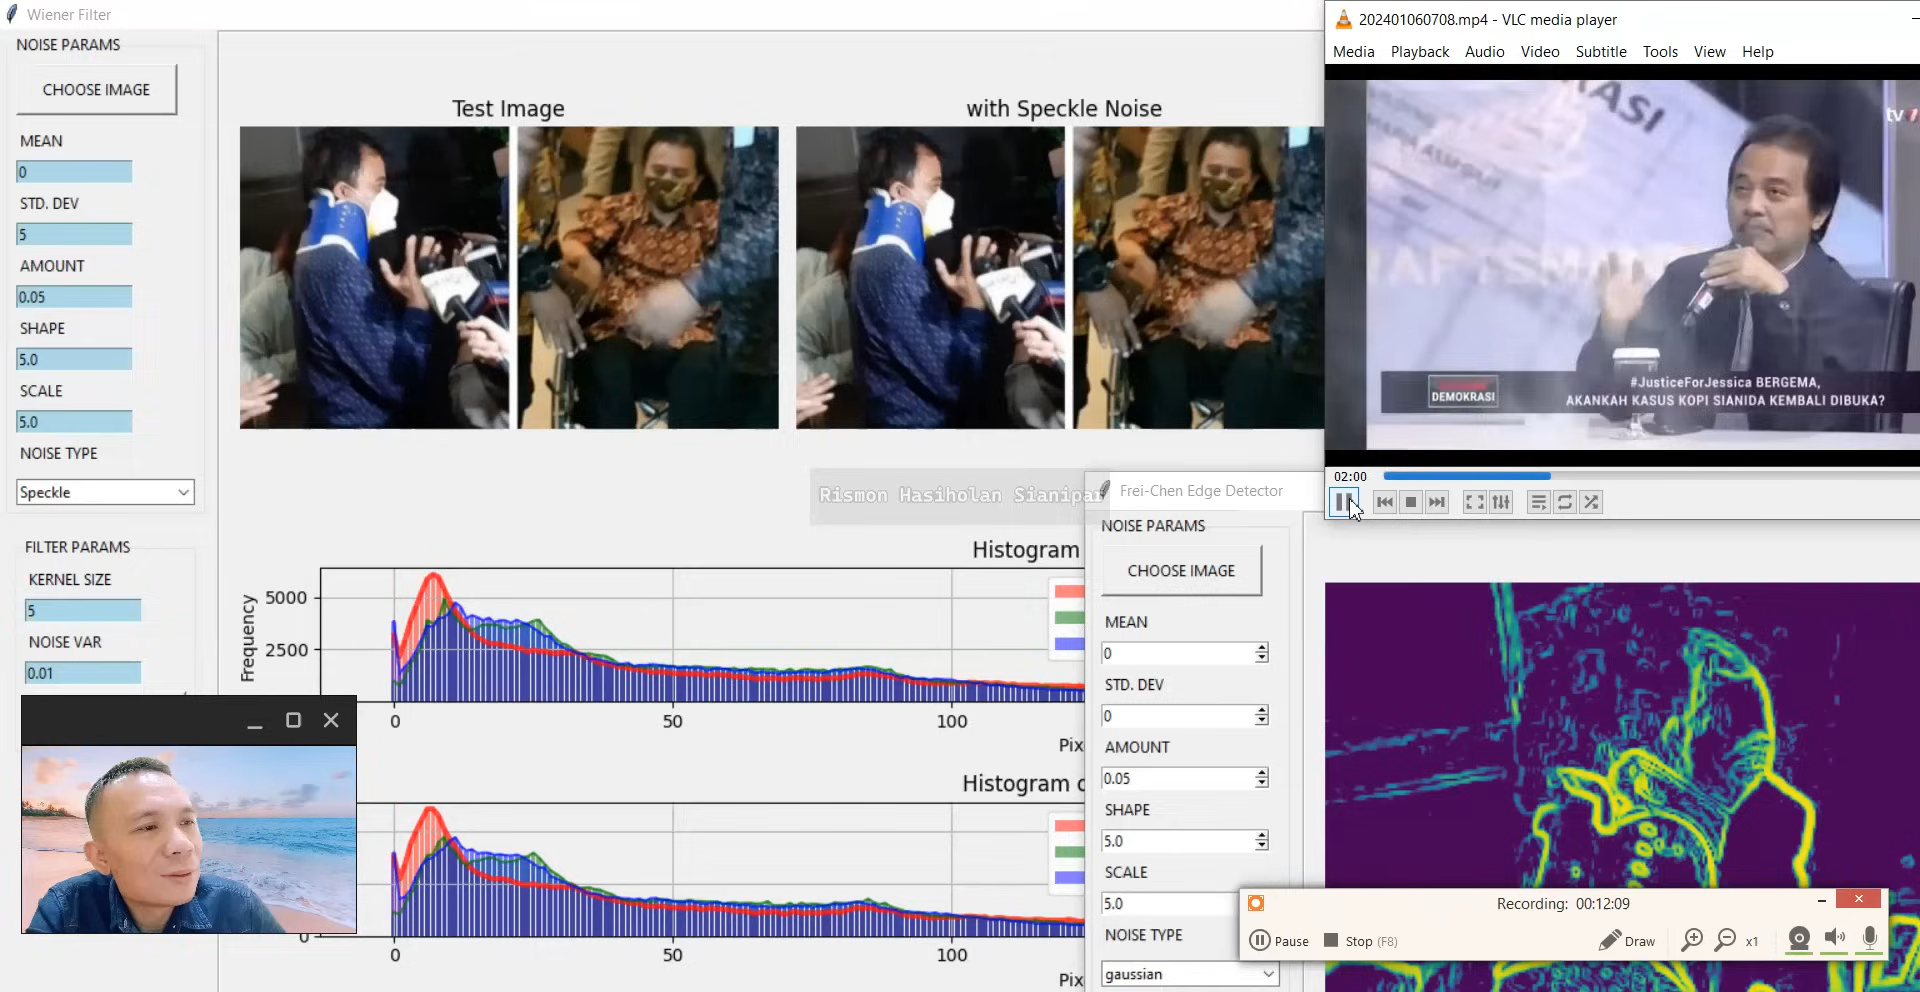 Wiener Filter
NOISE PARAMS
CHOOSE IMAGE
MEAN
0
STD. DEV
5
AMOUNT
0.05
SHAPE
5.0
SCALE
5.0
NOISE TYPE
Speckle
FILTER PARAMS
KERNEL SIZE
5
NOISE VAR
0.01
Test Image
with Speckle Noise
Rismon Hasiholan Sianipar
Histogram
Frequency
5000
2500
0
50
100
Pix
Histogram
0
0
50
100
Pix
Frei-Chen Edge Detector
NOISE PARAMS
CHOOSE IMAGE
MEAN
0
STD. DEV
0
AMOUNT
0.05
SHAPE
5.0
SCALE
5.0
NOISE TYPE
gaussian
202401060708.mp4 - VLC media player
Media Playback Audio Video Subtitle Tools View Help
tv
DEMOKRASI
#JusticeForJessica BERGEMA,
AKANKAH KASUS KOPI SIANIDA KEMBALI DIBUKA?
02:00
Recording: 00:12:09
Pause Stop (F8) Draw x1